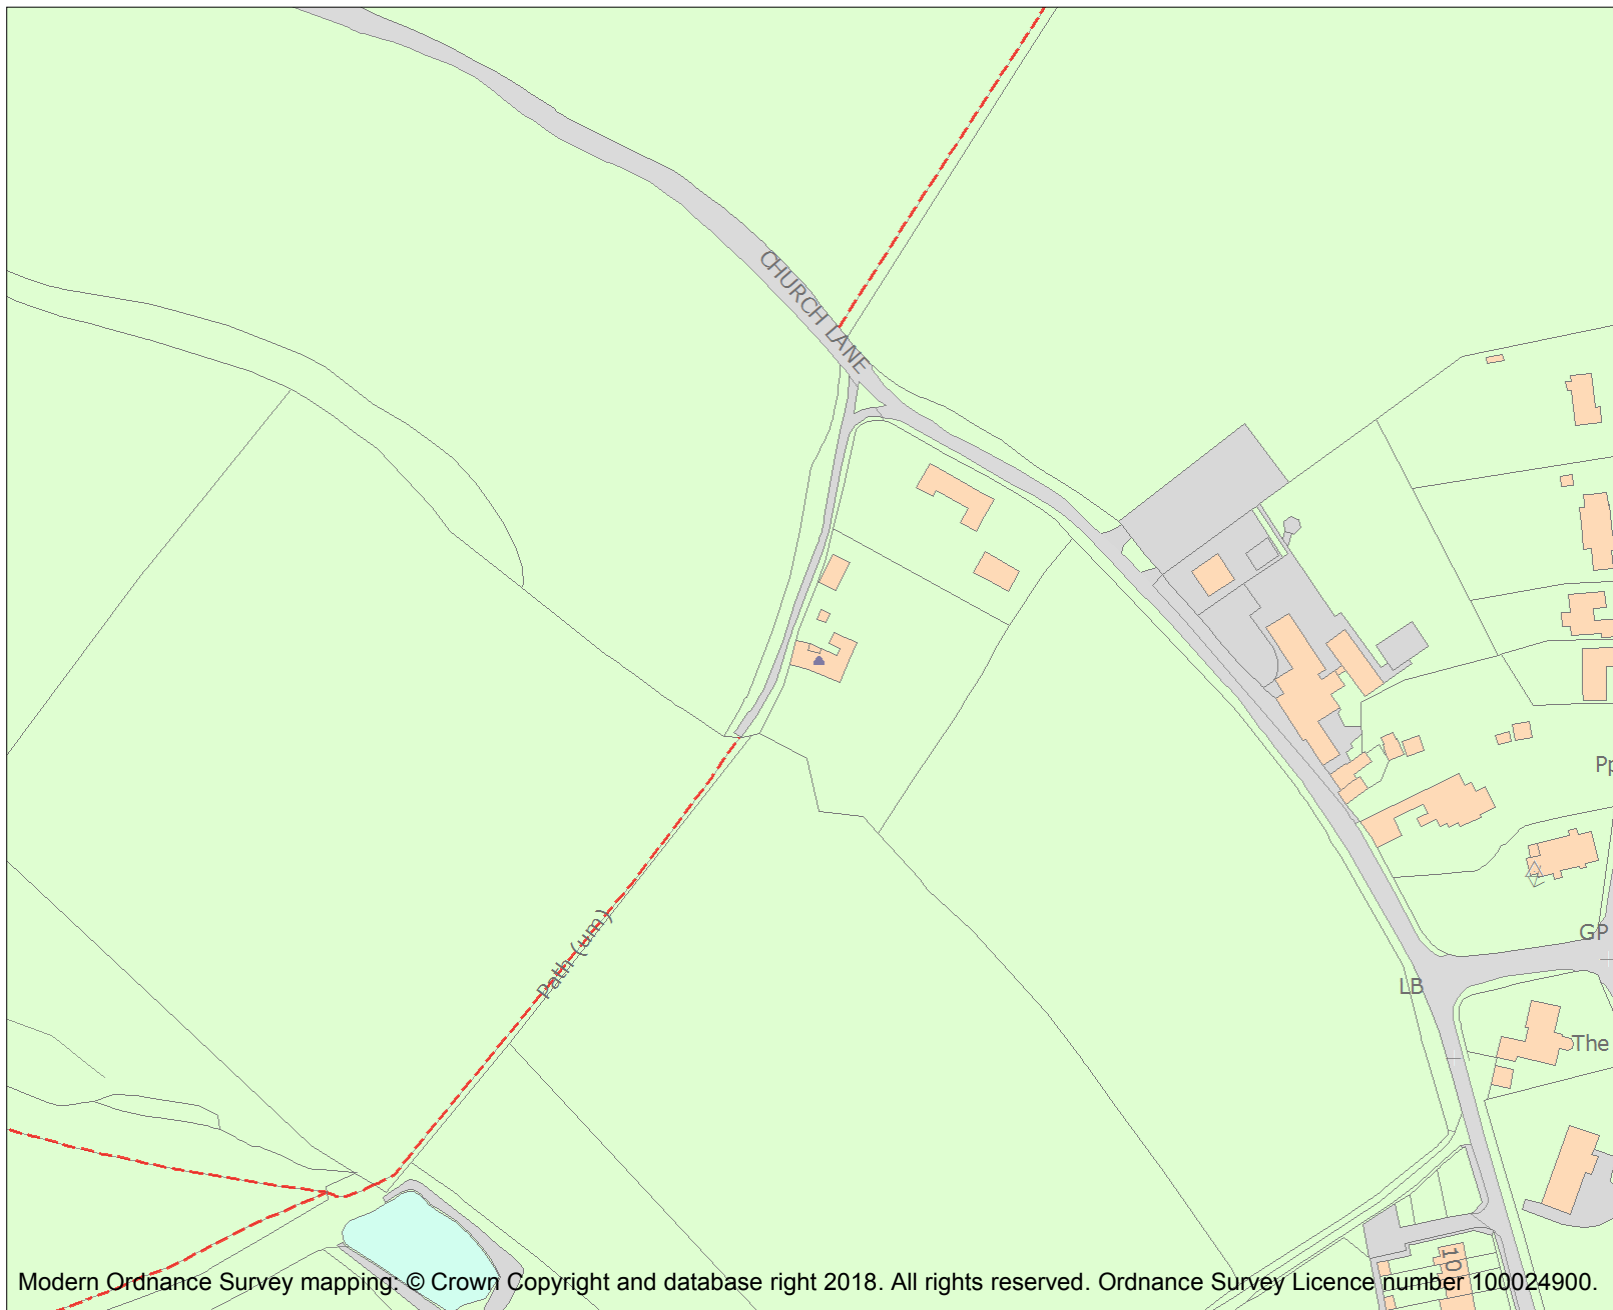 CHURCH LANE
Path (um)
GP
LB
The
10
Modern Ordnance Survey mapping: © Crown Copyright and database right 2018. All rights reserved. Ordnance Survey Licence number 100024900.